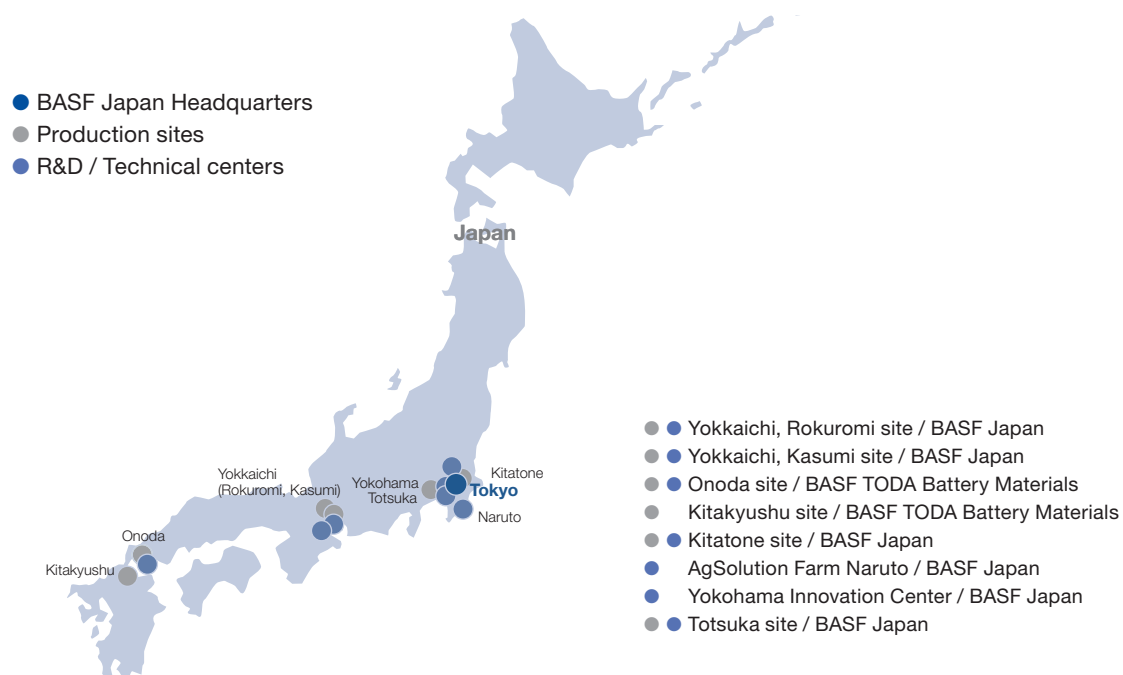 BASF Japan Headquarters
Production sites
R&D / Technical centers
Japan
Yokkaichi
(Rokuromi, Kasumi)
Yokohama
Totsuka
Kitatone
Tokyo
Naruto
Onoda
Kitakyushu
Yokkaichi, Rokuromi site / BASF Japan
Yokkaichi, Kasumi site / BASF Japan
Onoda site / BASF TODA Battery Materials
Kitakyushu site / BASF TODA Battery Materials
Kitatone site / BASF Japan
AgSolution Farm Naruto / BASF Japan
Yokohama Innovation Center / BASF Japan
Totsuka site / BASF Japan